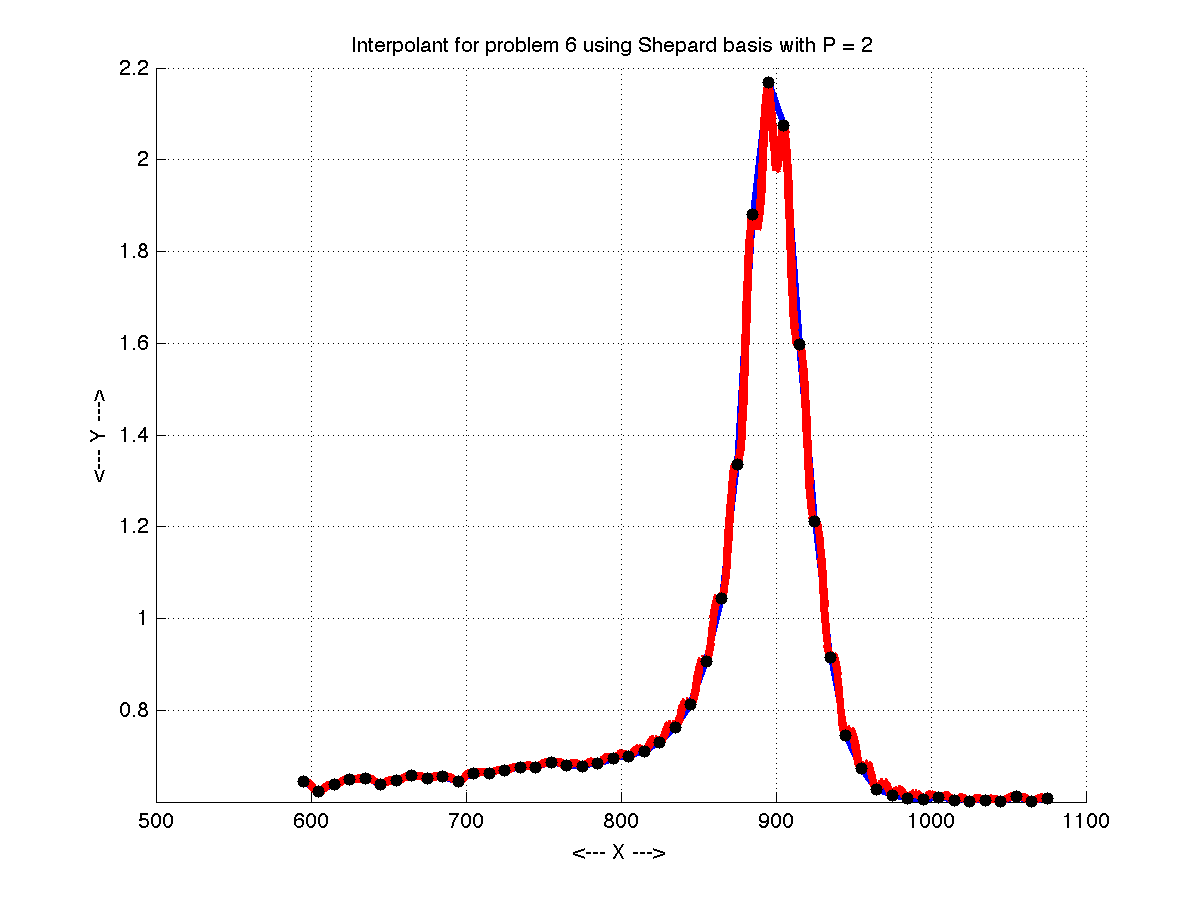 Interpolant for problem 6 using Shepard basis with P = 2
2.2
2
1.8
1.6
1.4
1.2
1
0.8
<--- Y --->
500 600 700 800 900 1000 1100
<--- X --->